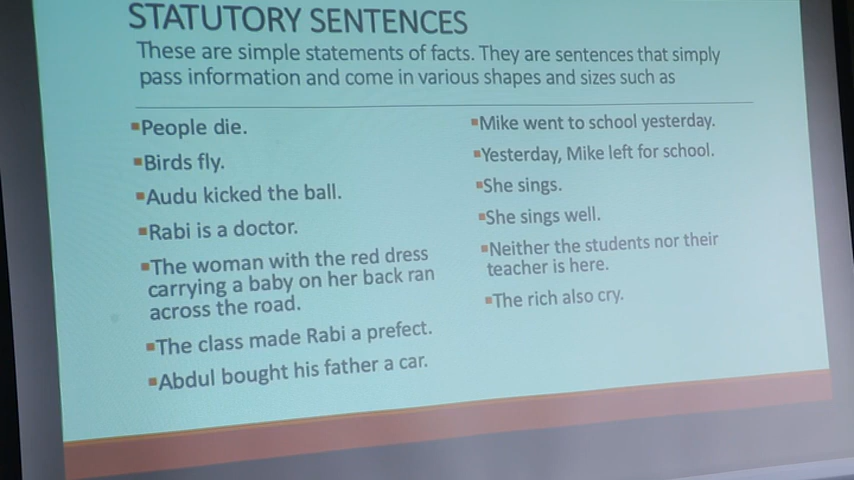 STATUTORY SENTENCES
These are simple statements of facts. They are sentences that simply
pass information and come in various shapes and sizes such as
People die.
Birds fly.
Audu kicked the ball.
Rabi is a doctor.
The woman with the red dress
carrying a baby on her back ran
across the road.
The class made Rabi a prefect.
Abdul bought his father a car.
Mike went to school yesterday.
Yesterday, Mike left for school.
She sings.
She sings well.
Neither the students nor their
teacher is here.
The rich also cry.